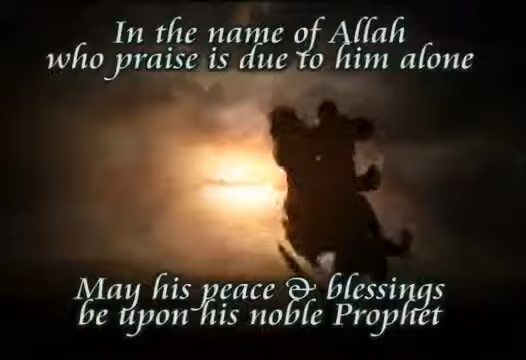 In the name of Allah
who praise is due to him alone
May his peace & blessings
be upon his noble Prophet